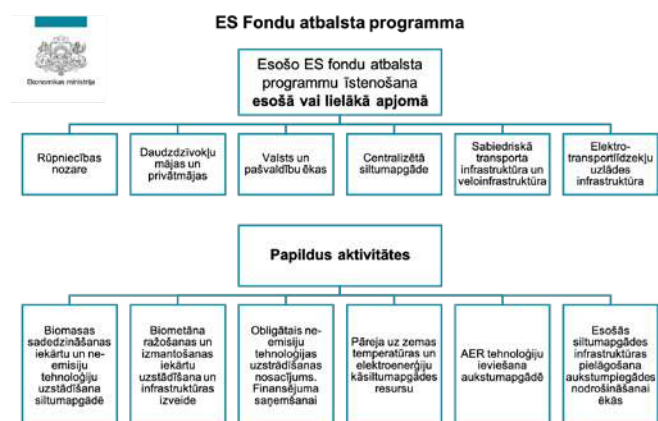 ES Fondu atbalsta programma
Ekonomikas ministrija
Esošo ES fondu atbalsta
programmu īstenošana
esošā vai lielākā apjomā
Rūpniecības
nozare
Daudzdzīvokļu
mājas un
privātmājas
Valsts un
pašvaldību ēkas
Centralizētā
siltumapgāde
Sabiedriskā
transporta
infrastruktūra un
veloinfrastruktūra
Elektro-
transportlīdzekļu
uzlādes
infrastruktūra
Papildus aktivitātes
Biomasas
sadedzināšanas
iekārtu un ne-
emisiju
tehnoloģiju
uzstādīšana
siltumapgādē
Biometāna
ražošanas un
izmantošanas
iekārtu
uzstādīšana un
infrastruktūras
izveide
Obligātais ne-
emisiju
tehnoloģijas
uzstrādīšanas
nosacījums.
Finansējuma
saņemšanai
Pāreja uz zemas
temperatūras un
elektroenerģiju
kāsiltumapgādes
resursu
AER tehnoloģiju
ieviešana
aukstumapgādē
Esošās
siltumapgādes
infrastruktūras
pielāgošana
aukstumpiegādes
nodrošināšanai
ēkās